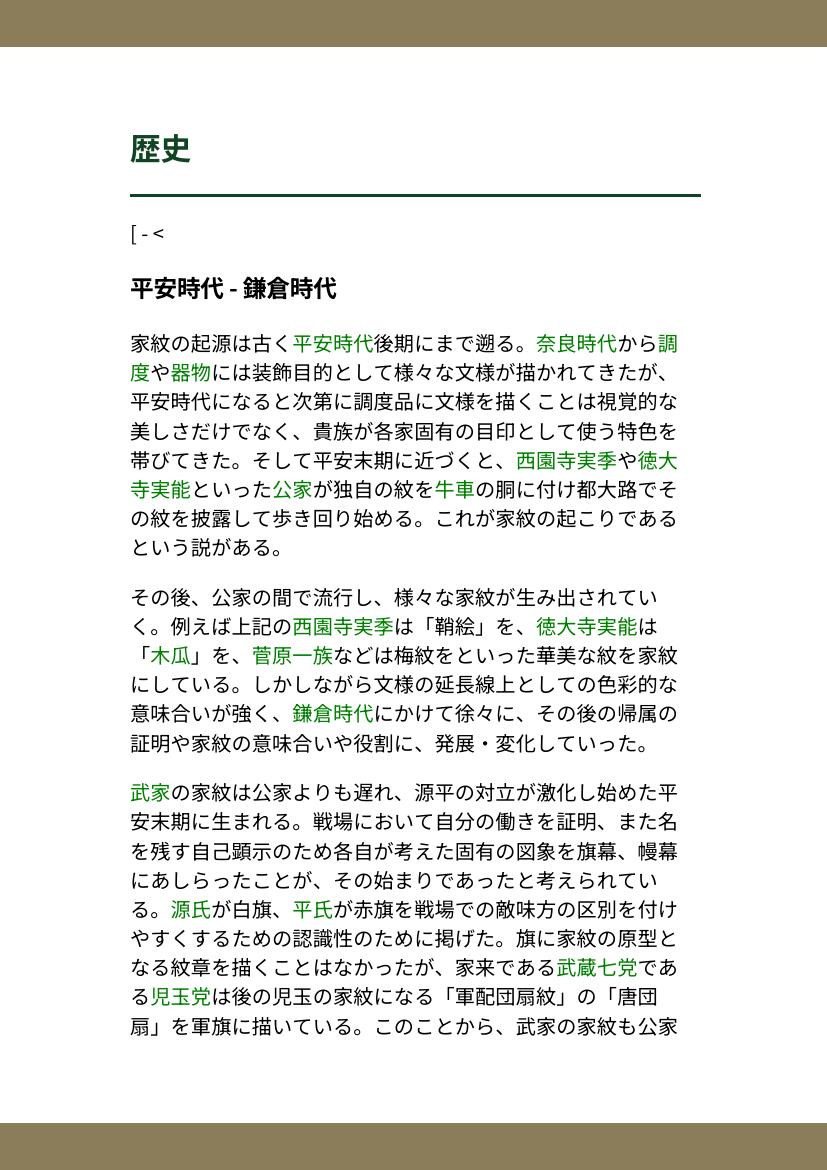 歴史
[ - <
平安時代 - 鎌倉時代
家紋の起源は古く平安時代後期にまで遡る。奈良時代から調
度や器物には装飾目的として様々な文様が描かれてきたが、
平安時代になると次第に調度品に文様を描くことは視覚的な
美しさだけでなく、貴族が各家固有の目印として使う特色を
帯びてきた。そして平安末期に近づくと、西園寺実季や徳大
寺実能といった公家が独自の紋を牛車の胴に付け都大路でそ
の紋を披露して歩き回り始める。これが家紋の起こりである
という説がある。
その後、公家の間で流行し、様々な家紋が生み出されてい
く。例えば上記の西園寺実季は「鞆絵」を、徳大寺実能は
「木瓜」を、菅原一族などは梅紋をといった華美な紋を家紋
にしている。しかしながら文様の延長線上としての色彩的な
意味合いが強く、鎌倉時代にかけて徐々に、その後の帰属の
証明や家紋の意味合いや役割に、発展・変化していった。
武家の家紋は公家よりも遅れ、源平の対立が激化し始めた平
安末期に生まれる。戦場において自分の働きを証明、また名
を残す自己顕示のため各自が考えた固有の図象を旗幕、幔幕
にあしらったことが、その始まりであったと考えられてい
る。源氏が白旗、平氏が赤旗を戦場での敵味方の区別を付け
やすくするための認識性のために掲げた。旗に家紋の原型と
なる紋章を描くことはなかったが、家来である武蔵七党であ
る児玉党は後の児玉の家紋になる「軍配団扇紋」の「唐団
扇」を軍旗に描いている。このことから、武家の家紋も公家